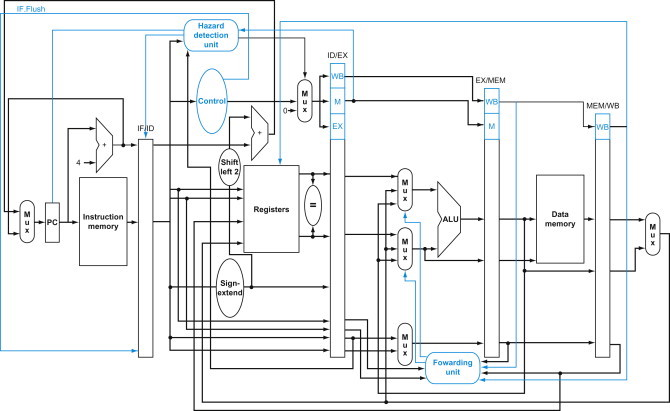 IF.Flush
Hazard
detection
unit
ID/EX
WB
EX/MEM
Control
M
u
x
M
WB
MEM/WB
0
IF/ID
+
EX
M
WB
+
4
Shift
left 2
M
u
x
PC
Instruction
memory
Registers
=
M
u
x
ALU
Data
memory
M
u
x
M
u
x
Sign-
extend
M
u
x
Fowarding
unit